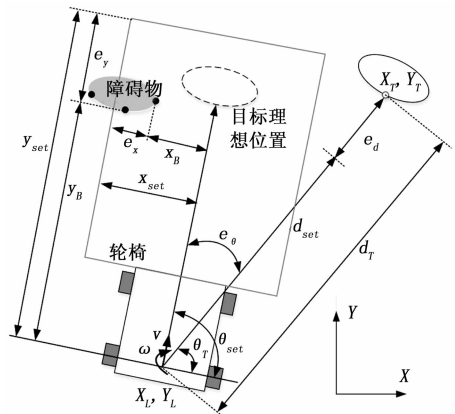 e_y
障碍物
X_T, Y_T
目标理
想位置
y_set
e_x
x_B
e_d
y_B
x_set
d_set
e_θ
d_T
轮椅
v
ω
θ_T
θ_set
Y
X
X_L, Y_L